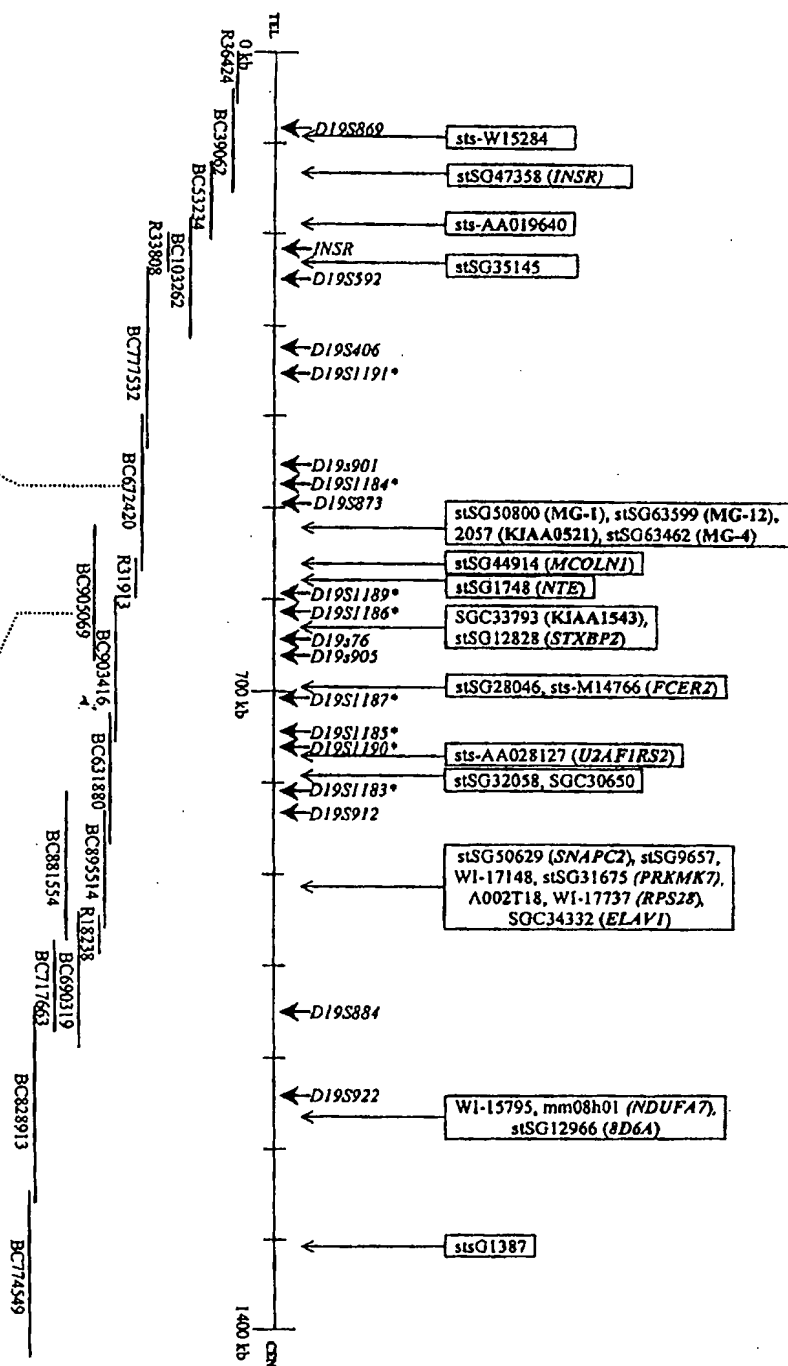 TEL
0 kb
700 kb
1400 kb
CEN
R36424
BC39062
BC53234
BC103262
R33808
BC777532
BC672420
R31913
BC905069
BC903416
BC631880
BC895514
BC881554
R18238
BC690319
BC717663
BC828913
BC774549
D19S869
INSR
D19S592
D19S406
D19S1191*
D19s901
D19S1184*
D19S873
D19S1189*
D19S1186*
D19s76
D19s905
D19S1187*
D19S1185*
D19S1190*
D19S1183*
D19S912
D19S884
D19S922
sts-W15284
stSG47358 (INSR)
sts-AA019640
stSG35145
stSG50800 (MG-1), stSG63599 (MG-12),
2057 (KIAA0521), stSG63462 (MG-4)
stSG44914 (MCOLN1)
stSG1748 (NTE)
SGC33793 (KIAA1543),
stSG12828 (STXBP2)
stSG28046, sts-M14766 (FCER2)
sts-AA028127 (U2AF1RS2)
stSG32058, SGC30650
stSG50629 (SNAPC2), stSG9657,
WI-17148, stSG31675 (PRKMK7),
A002T18, WI-17737 (RPS28),
SGC34332 (ELAV1)
WI-15795, mm08h01 (NDUFA7),
stSG12966 (8D6A)
stsG1387